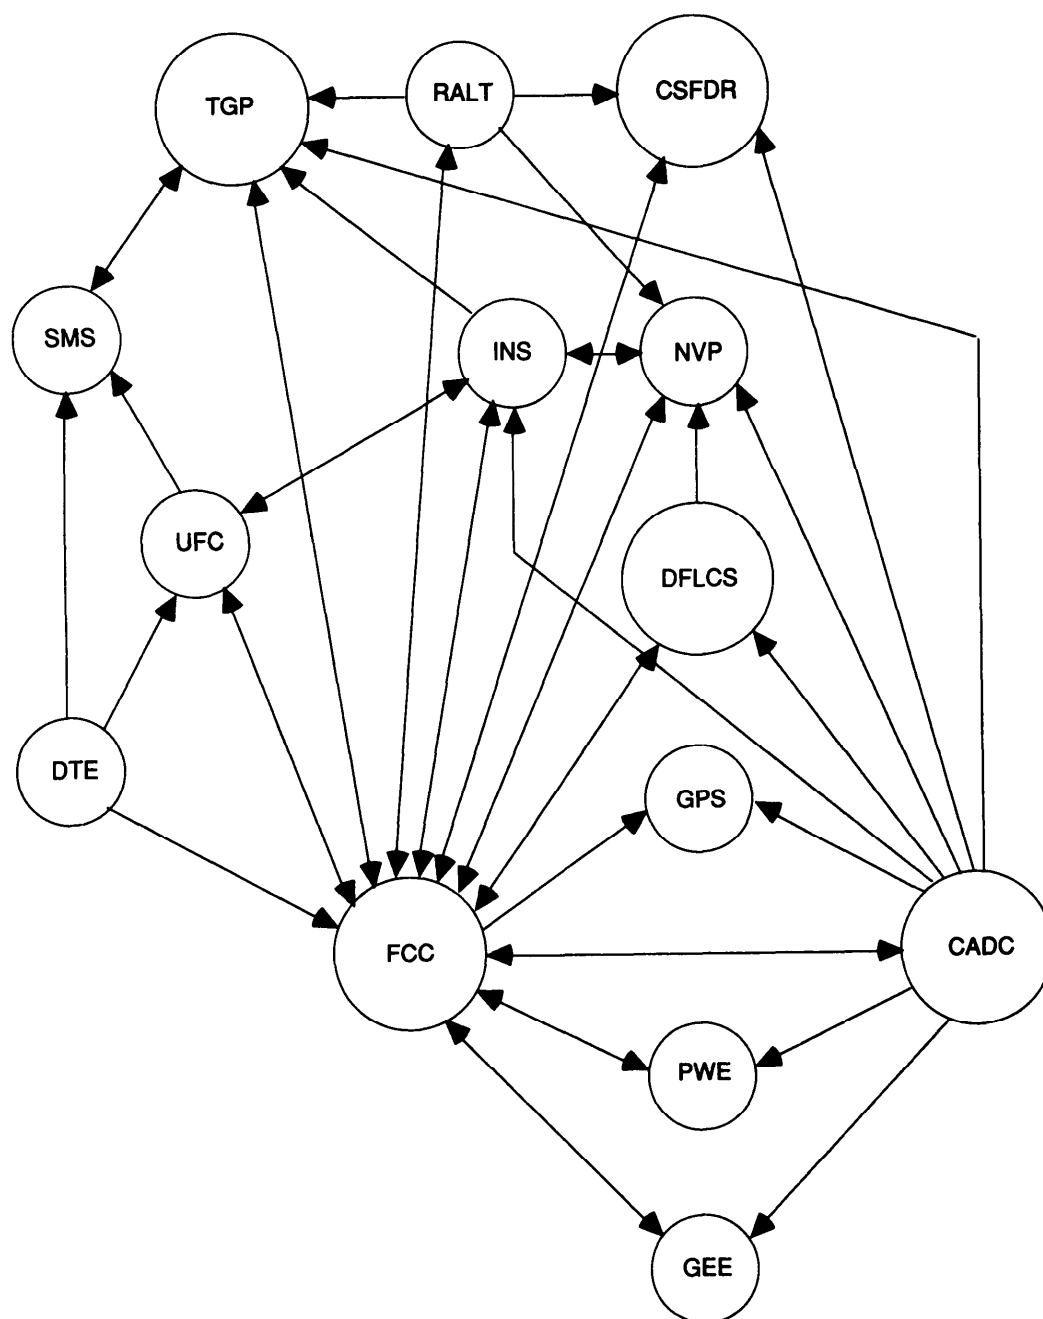 TGP
RALT
CSFDR
SMS
INS
NVP
UFC
DFLCS
DTE
GPS
FCC
CADC
PWE
GEE